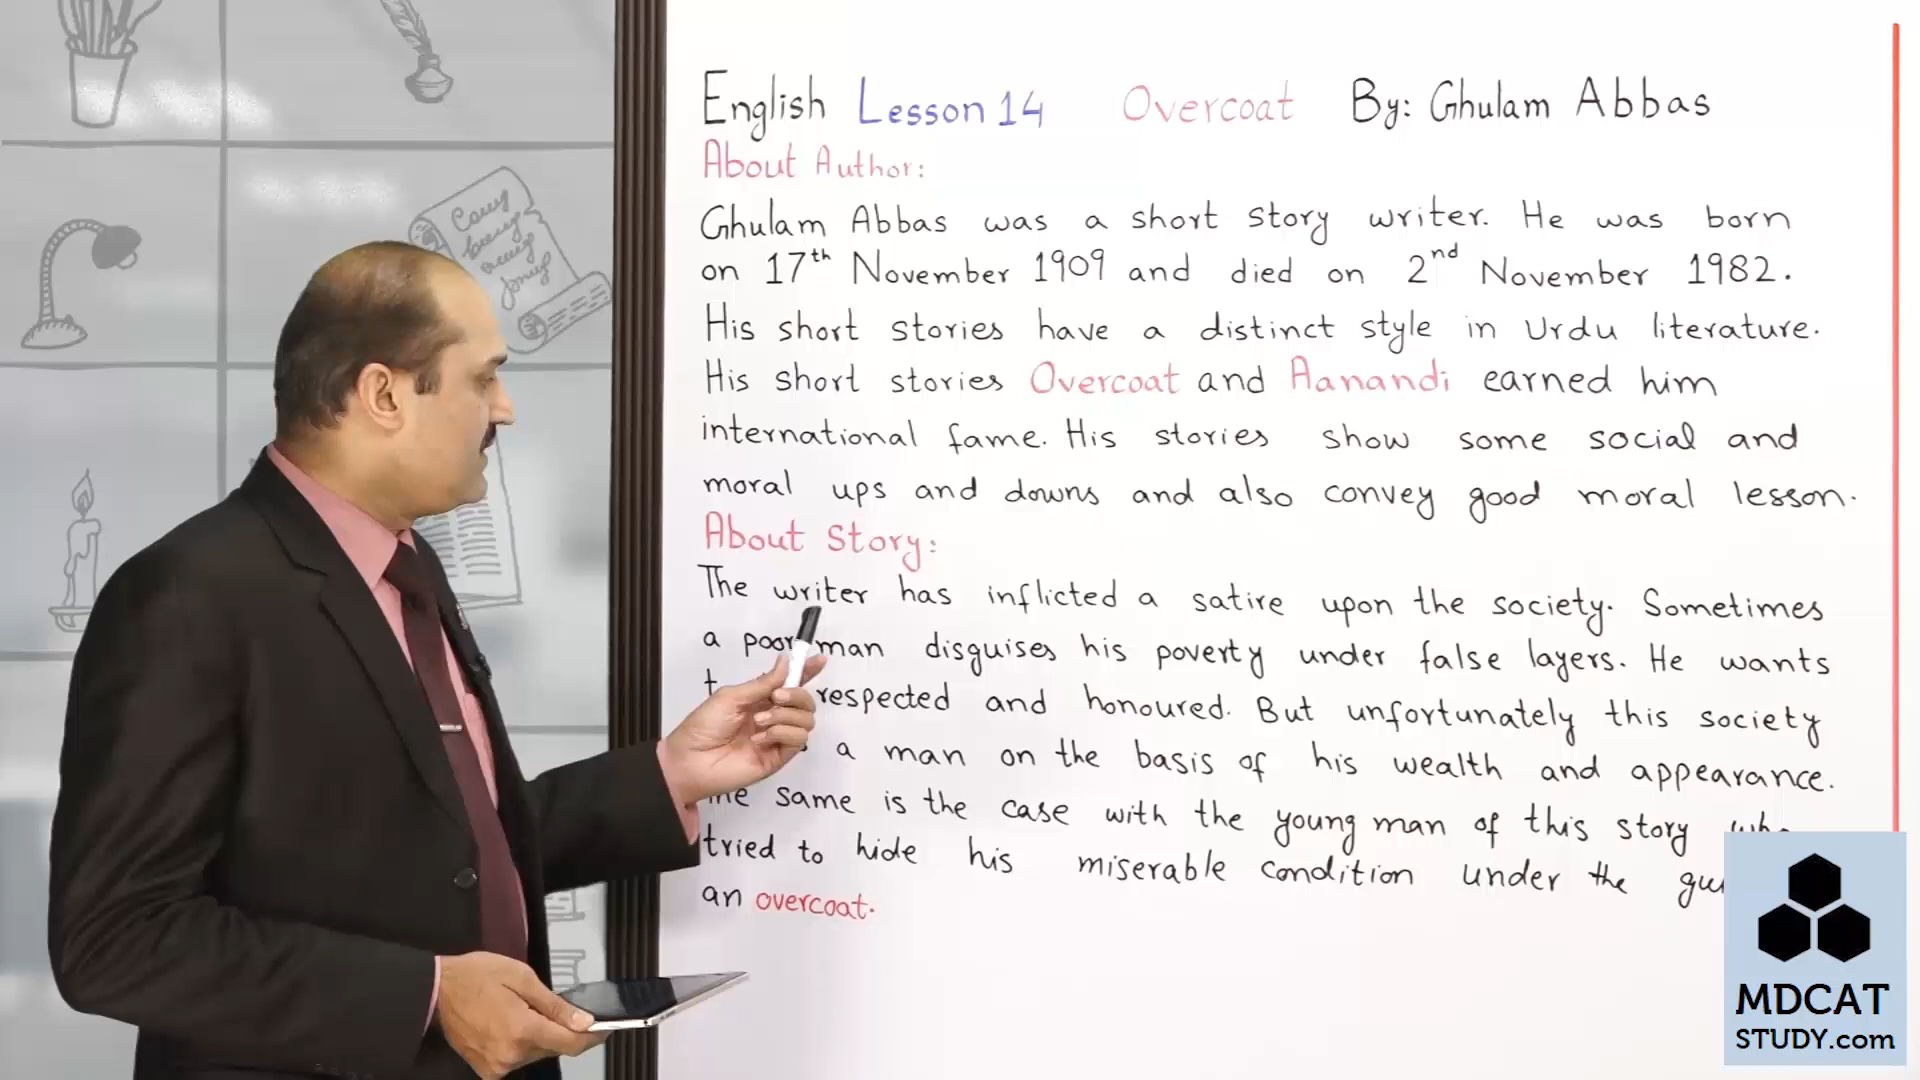 English Lesson 14 Overcoat By: Ghulam Abbas
About Author:
Ghulam Abbas was a short story writer. He was born
on 17th November 1909 and died on 2nd November 1982.
His short stories have a distinct style in Urdu literature.
His short stories Overcoat and Aanandi earned him
international fame. His stories show some social and
moral ups and downs and also convey good moral lesson.
About Story:
The writer has inflicted a satire upon the society. Sometimes
a poor man disguises his poverty under false layers. He wants
respected and honoured. But unfortunately this society
a man on the basis of his wealth and appearance.
same is the case with the young man of this story
tried to hide his miserable condition under the
an overcoat.
MDCAT
STUDY.com